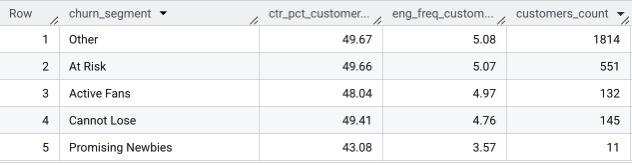 Row churn_segment ctr_pct_customer... eng_freq_custom... customers_count
1 Other 49.67 5.08 1814
2 At Risk 49.66 5.07 551
3 Active Fans 48.04 4.97 132
4 Cannot Lose 49.41 4.76 145
5 Promising Newbies 43.08 3.57 11